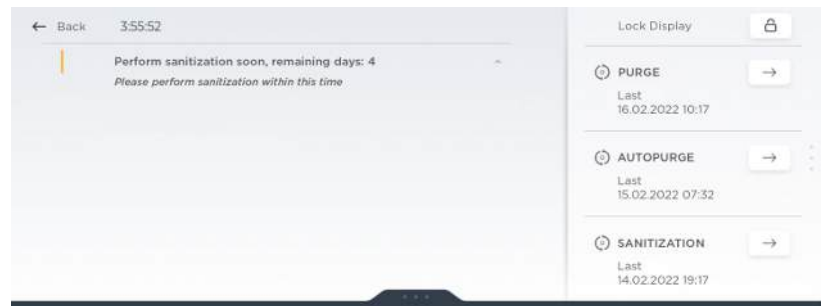 ← Back 3:55:52
Perform sanitization soon, remaining days: 4
Please perform sanitization within this time
Lock Display
PURGE
Last
16.02.2022 10:17
AUTOPURGE
Last
15.02.2022 07:32
SANITIZATION
Last
14.02.2022 19:17